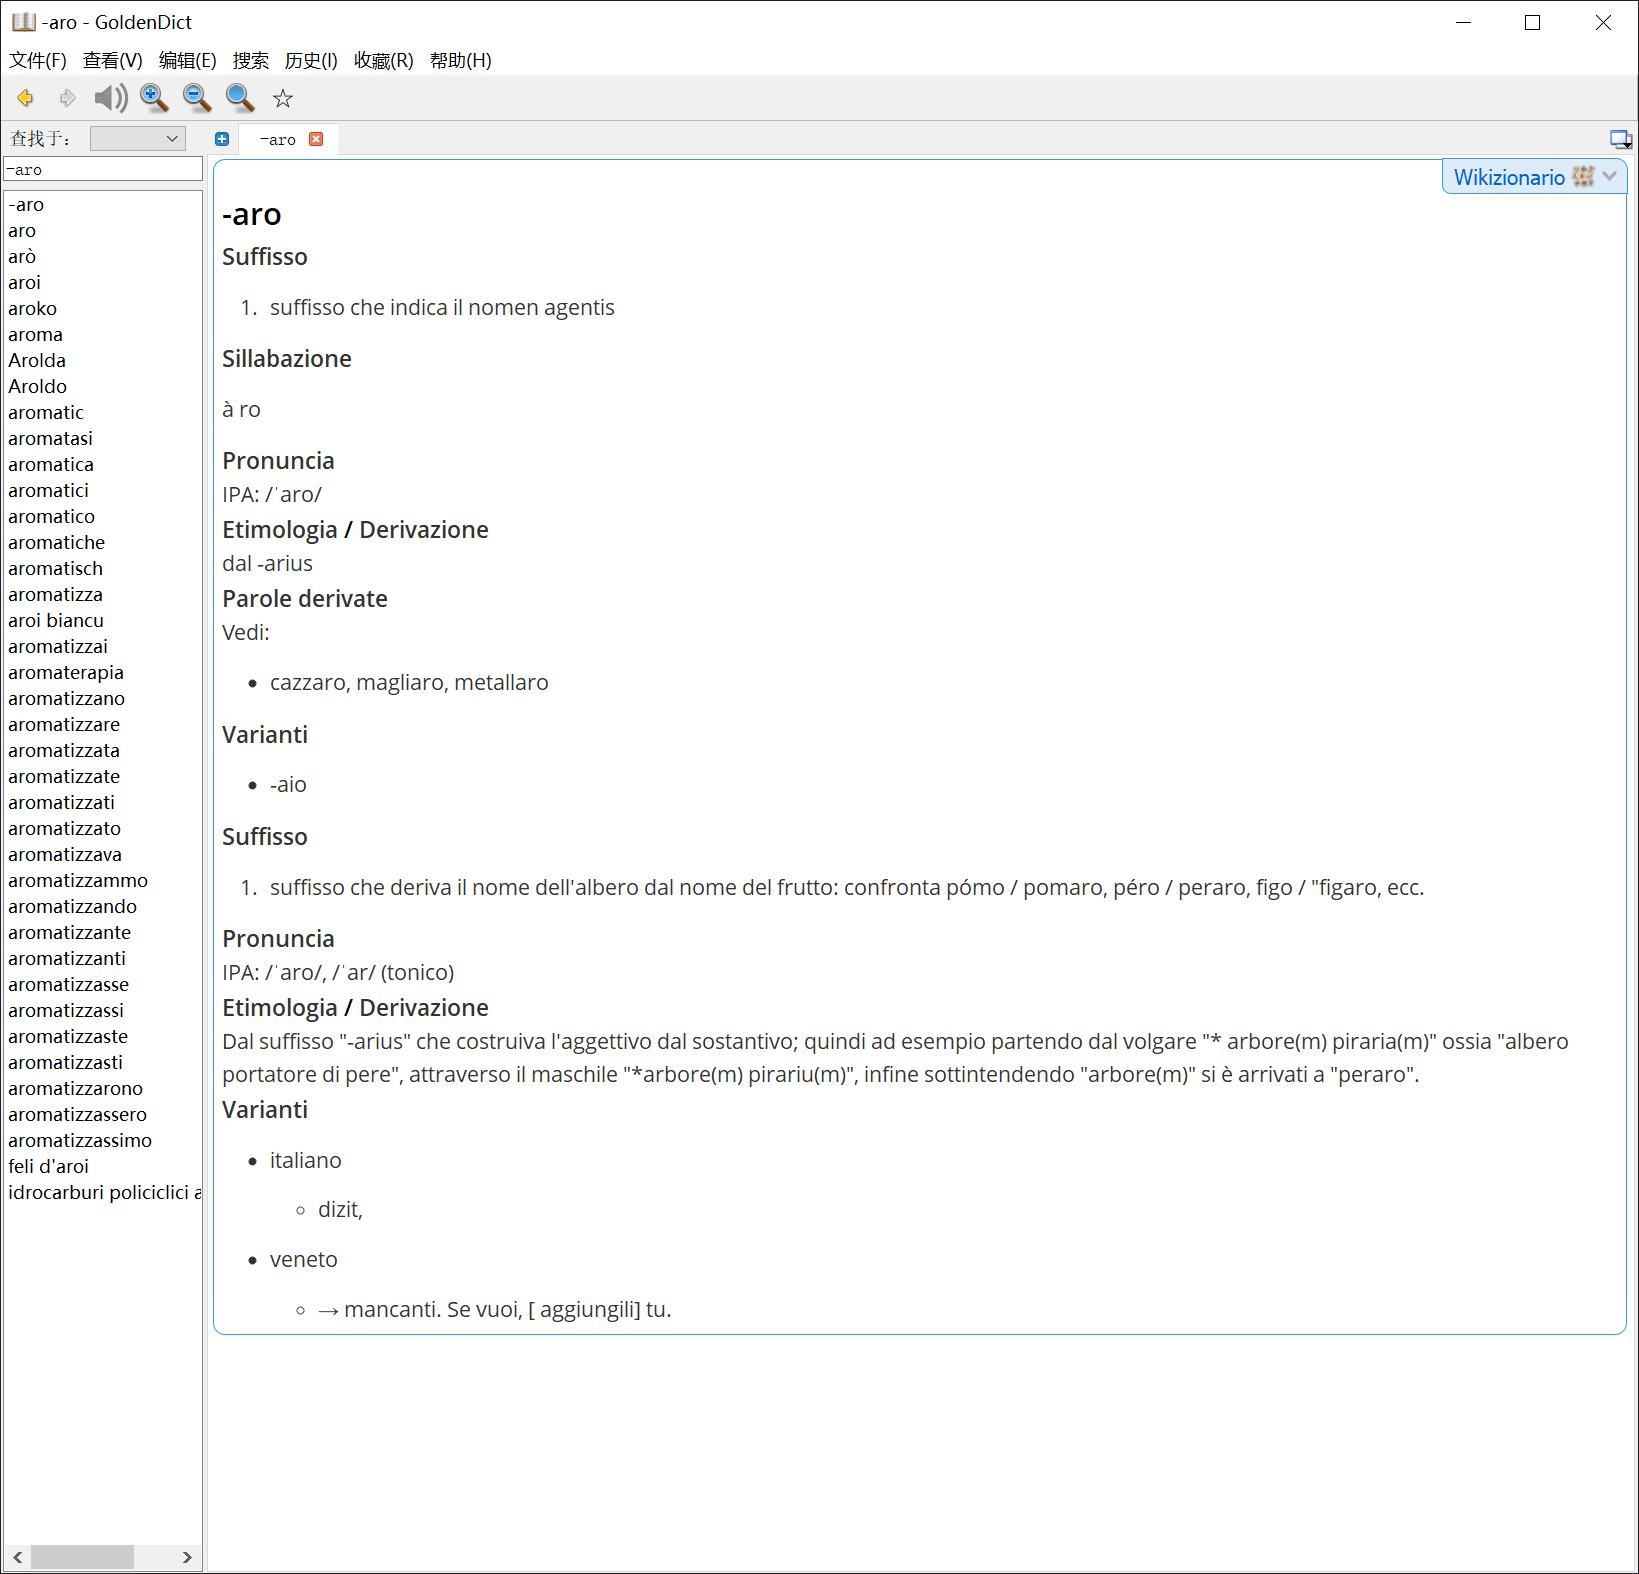 -aro - GoldenDict
文件(F) 查看(V) 编辑(E) 搜索 历史(I) 收藏(R) 帮助(H)
查找于:
-aro
-aro
-aro
aro
arò
aroi
aroko
aroma
Arolda
Aroldo
aromatic
aromatasi
aromatica
aromatici
aromatico
aromatiche
aromatisch
aromatizza
aroi biancu
aromatizzai
aromaterapia
aromatizzano
aromatizzare
aromatizzata
aromatizzate
aromatizzati
aromatizzato
aromatizzava
aromatizzammo
aromatizzando
aromatizzante
aromatizzanti
aromatizzasse
aromatizzassi
aromatizzaste
aromatizzasti
aromatizzarono
aromatizzassero
aromatizzassimo
feli d'aroi
idrocarburi policiclici a
Wikizionario
-aro
Suffisso
1. suffisso che indica il nomen agentis
Sillabazione
à ro
Pronuncia
IPA: /ˈaro/
Etimologia / Derivazione
dal -arius
Parole derivate
Vedi:
• cazzaro, magliaro, metallaro
Varianti
• -aio
Suffisso
1. suffisso che deriva il nome dell'albero dal nome del frutto: confronta pómo / pomaro, péro / peraro, figo / "figaro, ecc.
Pronuncia
IPA: /ˈaro/, /ˈar/ (tonico)
Etimologia / Derivazione
Dal suffisso "-arius" che costruiva l'aggettivo dal sostantivo; quindi ad esempio partendo dal volgare "* arbore(m) piraria(m)" ossia "albero
portatore di pere", attraverso il maschile "*arbore(m) pirariu(m)", infine sottintendendo "arbore(m)" si è arrivati a "peraro".
Varianti
• italiano
◦ dizit,
• veneto
◦ → mancanti. Se vuoi, [ aggiungili] tu.